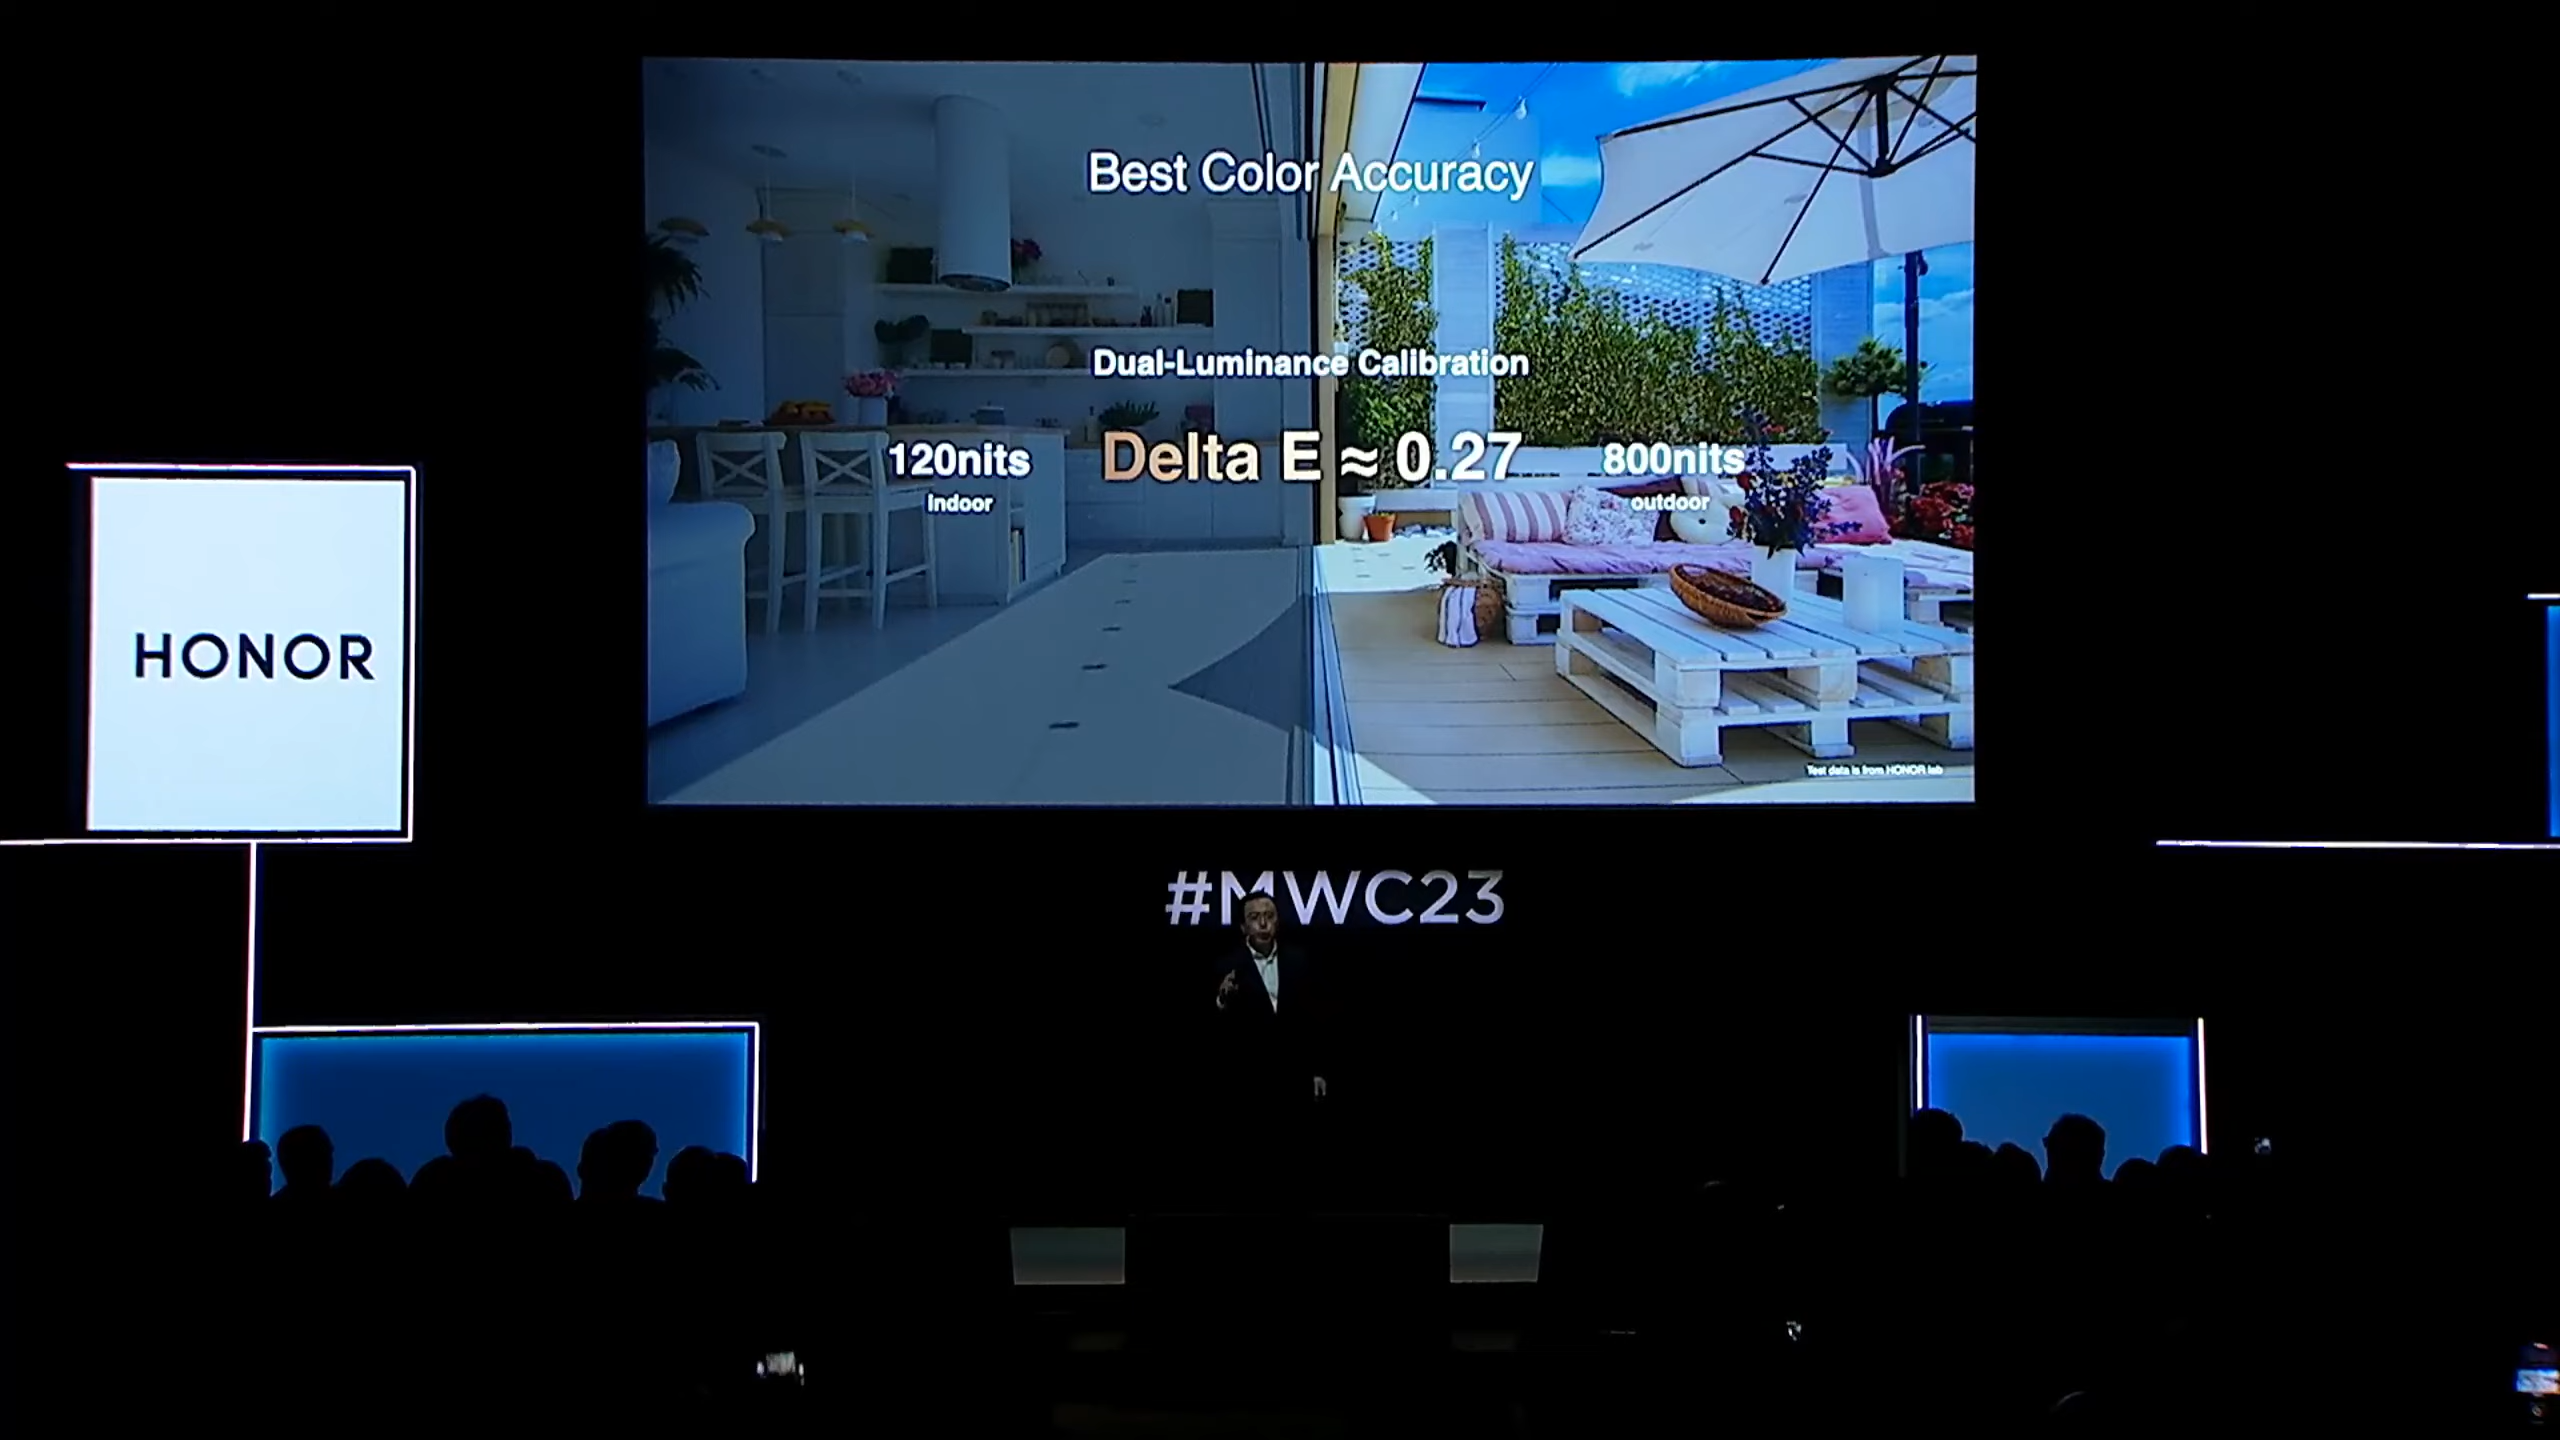 Best Color Accuracy
Dual-Luminance Calibration
120nits
indoor
Delta E ≈ 0.27
800nits
outdoor
Test data is from HONOR lab
HONOR
#MWC23